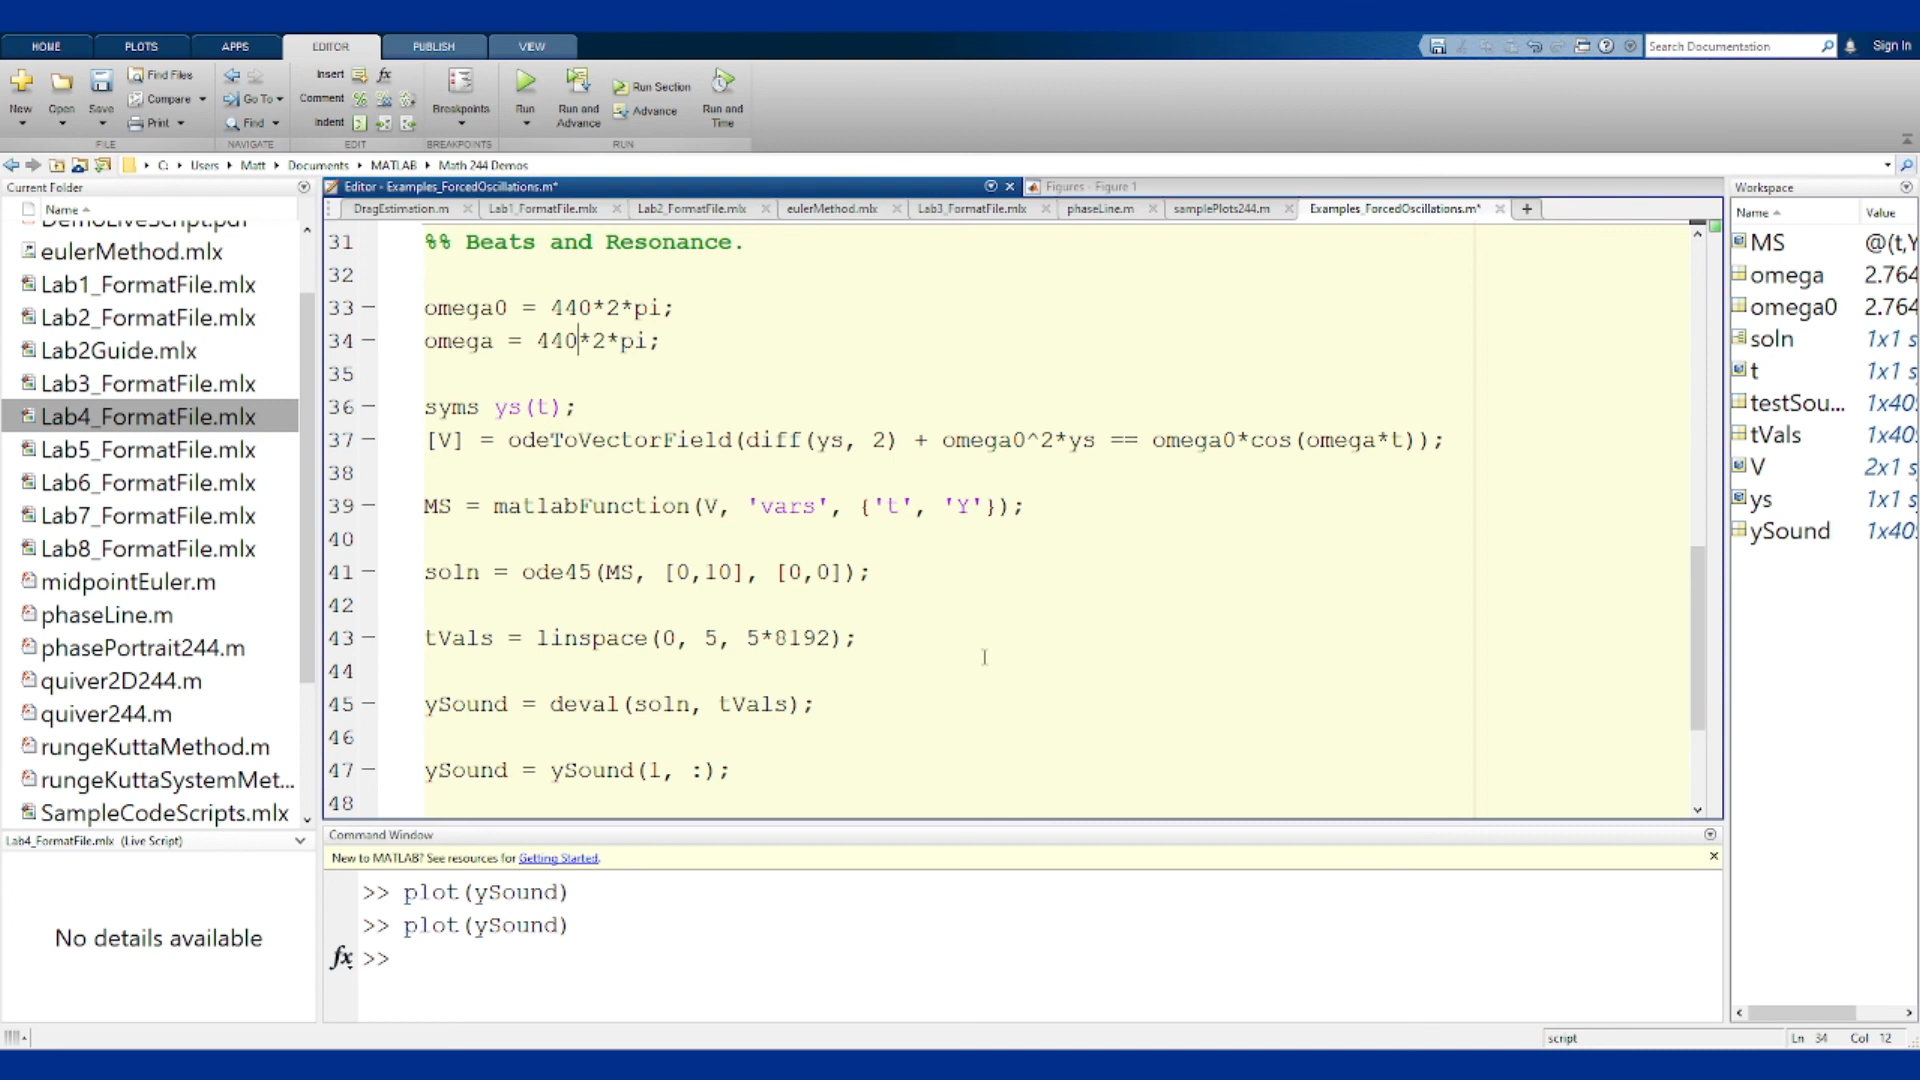 HOME PLOTS APPS EDITOR PUBLISH VIEW Search Documentation Sign In
New Open Save Find Files Compare Print
FILE
Go To Find
NAVIGATE
Insert fx
Comment
Indent
EDIT
Breakpoints
BREAKPOINTS
Run Run and Advance Run Section Advance Run and Time
RUN
C: Users Matt Documents MATLAB Math 244 Demos
Current Folder
Name
DemoLiveScript.pdf
eulerMethod.mlx
Lab1_FormatFile.mlx
Lab2_FormatFile.mlx
Lab2Guide.mlx
Lab3_FormatFile.mlx
Lab4_FormatFile.mlx
Lab5_FormatFile.mlx
Lab6_FormatFile.mlx
Lab7_FormatFile.mlx
Lab8_FormatFile.mlx
midpointEuler.m
phaseLine.m
phasePortrait244.m
quiver2D244.m
quiver244.m
rungeKuttaMethod.m
rungeKuttaSystemMet...
SampleCodeScripts.mlx
Lab4_FormatFile.mlx (Live Script)
No details available
Editor - Examples_ForcedOscillations.m*
Figures - Figure 1
DragEstimation.m Lab1_FormatFile.mlx Lab2_FormatFile.mlx eulerMethod.mlx Lab3_FormatFile.mlx phaseLine.m samplePlots244.m Examples_ForcedOscillations.m* +
31 %% Beats and Resonance.
32
33 – omega0 = 440*2*pi;
34 – omega = 440*2*pi;
35
36 – syms ys(t);
37 – [V] = odeToVectorField(diff(ys, 2) + omega0^2*ys == omega0*cos(omega*t));
38
39 – MS = matlabFunction(V, 'vars', {'t', 'Y'});
40
41 – soln = ode45(MS, [0,10], [0,0]);
42
43 – tVals = linspace(0, 5, 5*8192);
44
45 – ySound = deval(soln, tVals);
46
47 – ySound = ySound(1, :);
48
Command Window
New to MATLAB? See resources for Getting Started.
>> plot(ySound)
>> plot(ySound)
fx >>
Workspace
Name Value
MS @(t,Y
omega 2.764
omega0 2.764
soln 1x1 s
t 1x1 s
testSou... 1x40
tVals 1x40
V 2x1 s
ys 1x1 s
ySound 1x40
script
Ln 34 Col 12